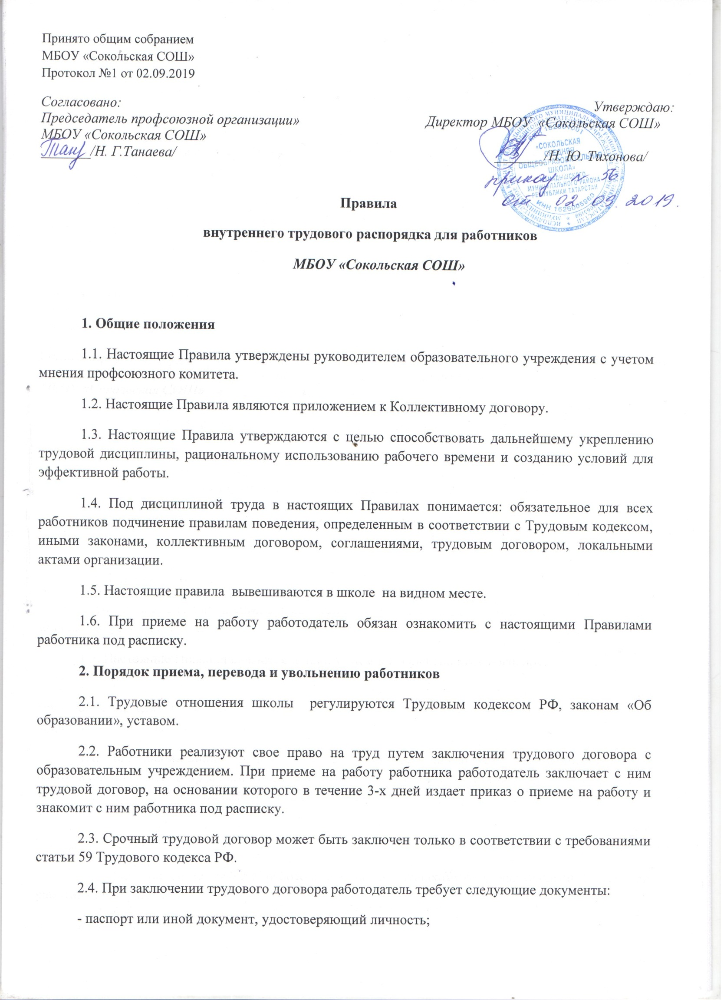 Принято общим собранием
МБОУ «Сокольская СОШ»
Протокол №1 от 02.09.2019
Согласовано:
Председатель профсоюзной организации»
МБОУ «Сокольская СОШ»
/Н. Г.Танаева/
Утверждаю:
Директор МБОУ «Сокольская СОШ»
/Н. Ю. Тихонова/
приказ № 56
от 02.09.2019.
«СОКОЛЬСКАЯ
СРЕДНЯЯ
ОБЩЕОБРАЗОВАТЕЛЬНАЯ
ШКОЛА»
МУНИЦИПАЛЬНОГО РАЙОНА
РЕСПУБЛИКИ ТАТАРСТАН
ИНН 1626005960
Правила
внутреннего трудового распорядка для работников
МБОУ «Сокольская СОШ»
1. Общие положения
1.1. Настоящие Правила утверждены руководителем образовательного учреждения с учетом
мнения профсоюзного комитета.
1.2. Настоящие Правила являются приложением к Коллективному договору.
1.3. Настоящие Правила утверждаются с целью способствовать дальнейшему укреплению
трудовой дисциплины, рациональному использованию рабочего времени и созданию условий для
эффективной работы.
1.4. Под дисциплиной труда в настоящих Правилах понимается: обязательное для всех
работников подчинение правилам поведения, определенным в соответствии с Трудовым кодексом,
иными законами, коллективным договором, соглашениями, трудовым договором, локальными
актами организации.
1.5. Настоящие правила вывешиваются в школе на видном месте.
1.6. При приеме на работу работодатель обязан ознакомить с настоящими Правилами
работника под расписку.
2. Порядок приема, перевода и увольнению работников
2.1. Трудовые отношения школы регулируются Трудовым кодексом РФ, законам «Об
образовании», уставом.
2.2. Работники реализуют свое право на труд путем заключения трудового договора с
образовательным учреждением. При приеме на работу работника работодатель заключает с ним
трудовой договор, на основании которого в течение 3-х дней издает приказ о приеме на работу и
знакомит с ним работника под расписку.
2.3. Срочный трудовой договор может быть заключен только в соответствии с требованиями
статьи 59 Трудового кодекса РФ.
2.4. При заключении трудового договора работодатель требует следующие документы:
- паспорт или иной документ, удостоверяющий личность;